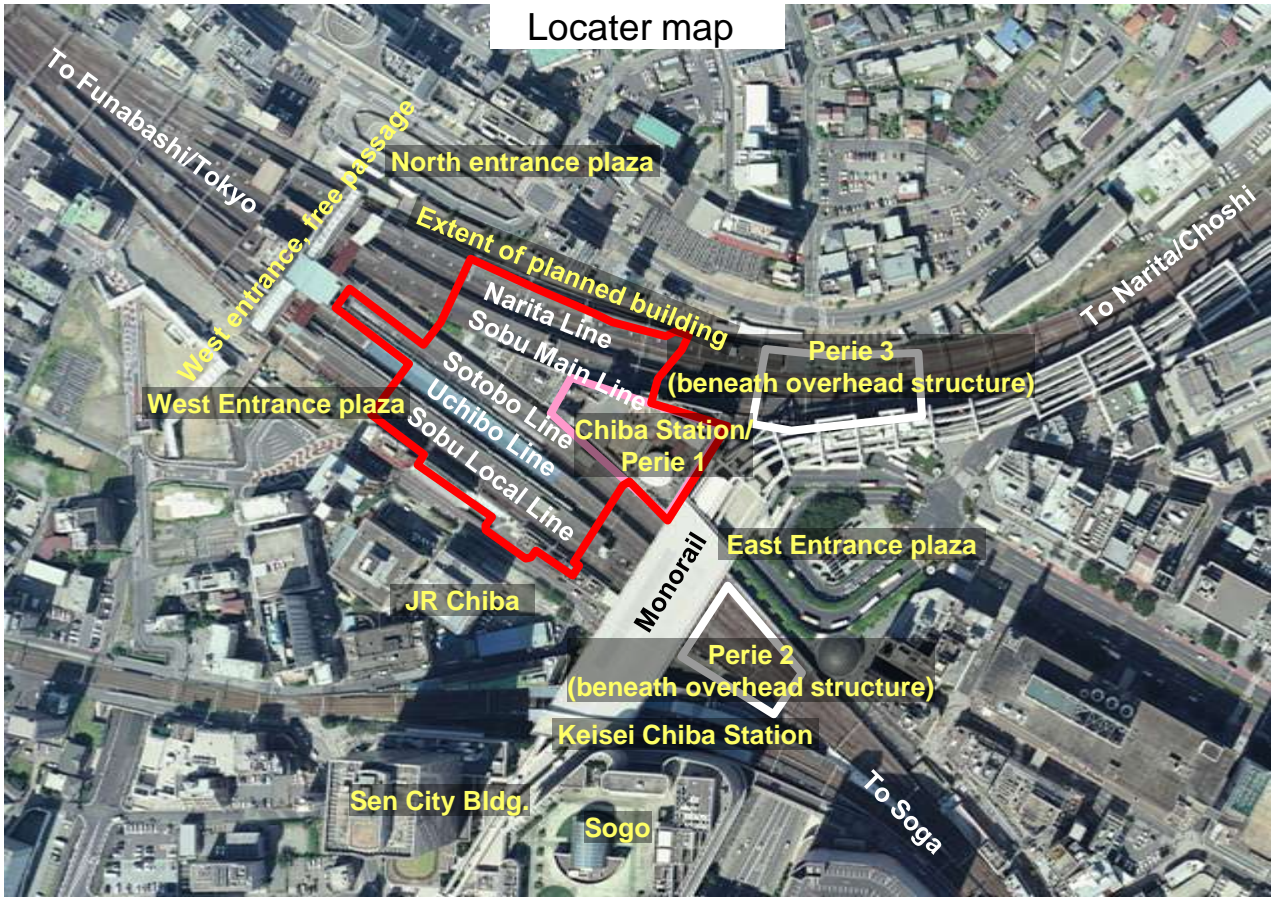 Locater map
To Funabashi/Tokyo
West entrance, free passage
North entrance plaza
Extent of planned building
To Narita/Choshi
Narita Line
Sobu Main Line
Sotobo Line
Uchibo Line
Sobu Local Line
Perie 3
(beneath overhead structure)
West Entrance plaza
Chiba Station/
Perie 1
East Entrance plaza
Monorail
JR Chiba
Perie 2
(beneath overhead structure)
Keisei Chiba Station
Sen City Bldg.
Sogo
To Soga